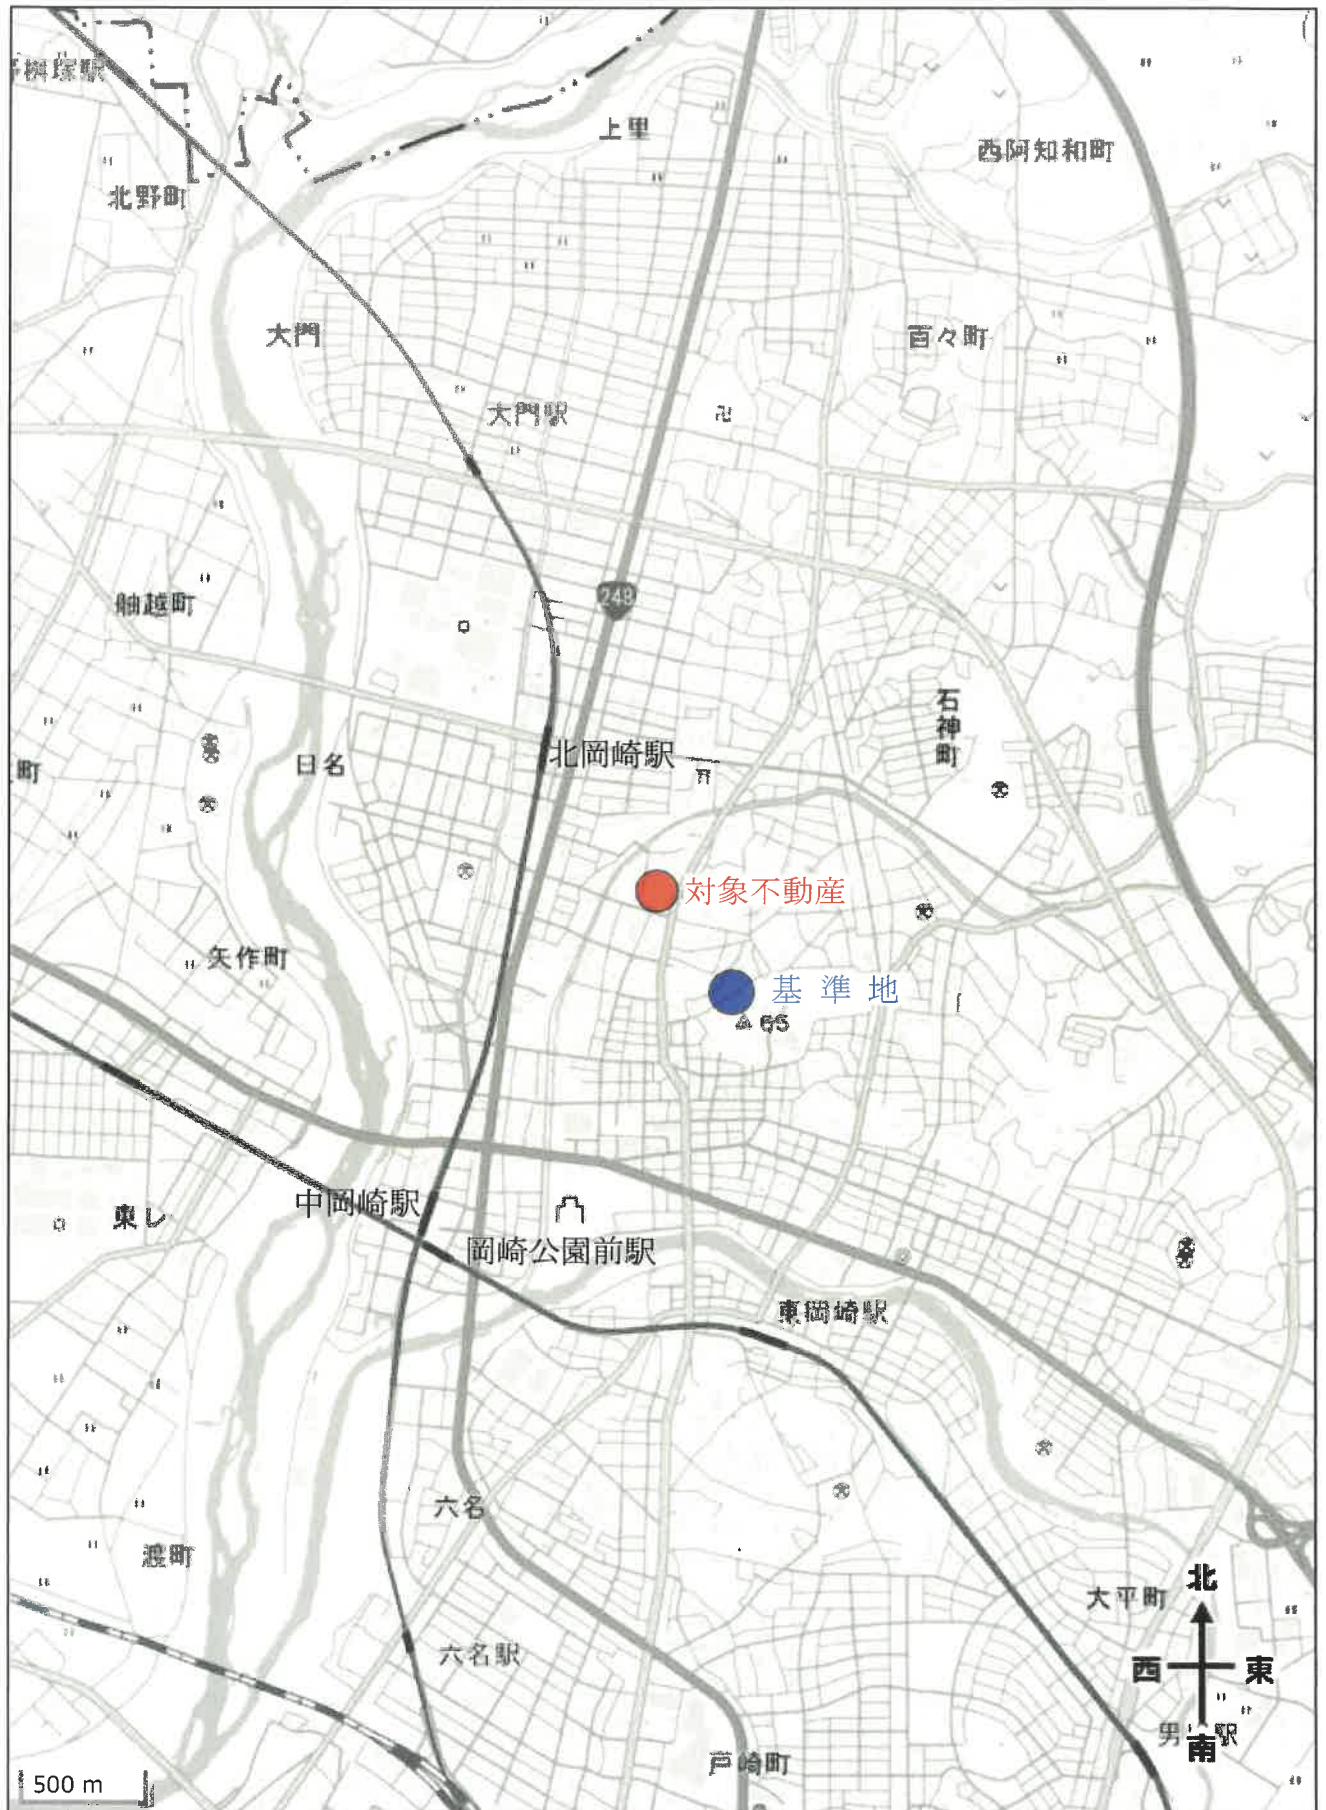 上里
西阿知和町
北野町
大門
百々町
大門駅
248
舳越町
石神町
北岡崎駅
町
日名
対象不動産
矢作町
基準地
65
中岡崎駅
東レ
岡崎公園前駅
東岡崎駅
六名
渡町
北
大平町
六名駅
西
東
男
駅
南
戸崎町
500 m